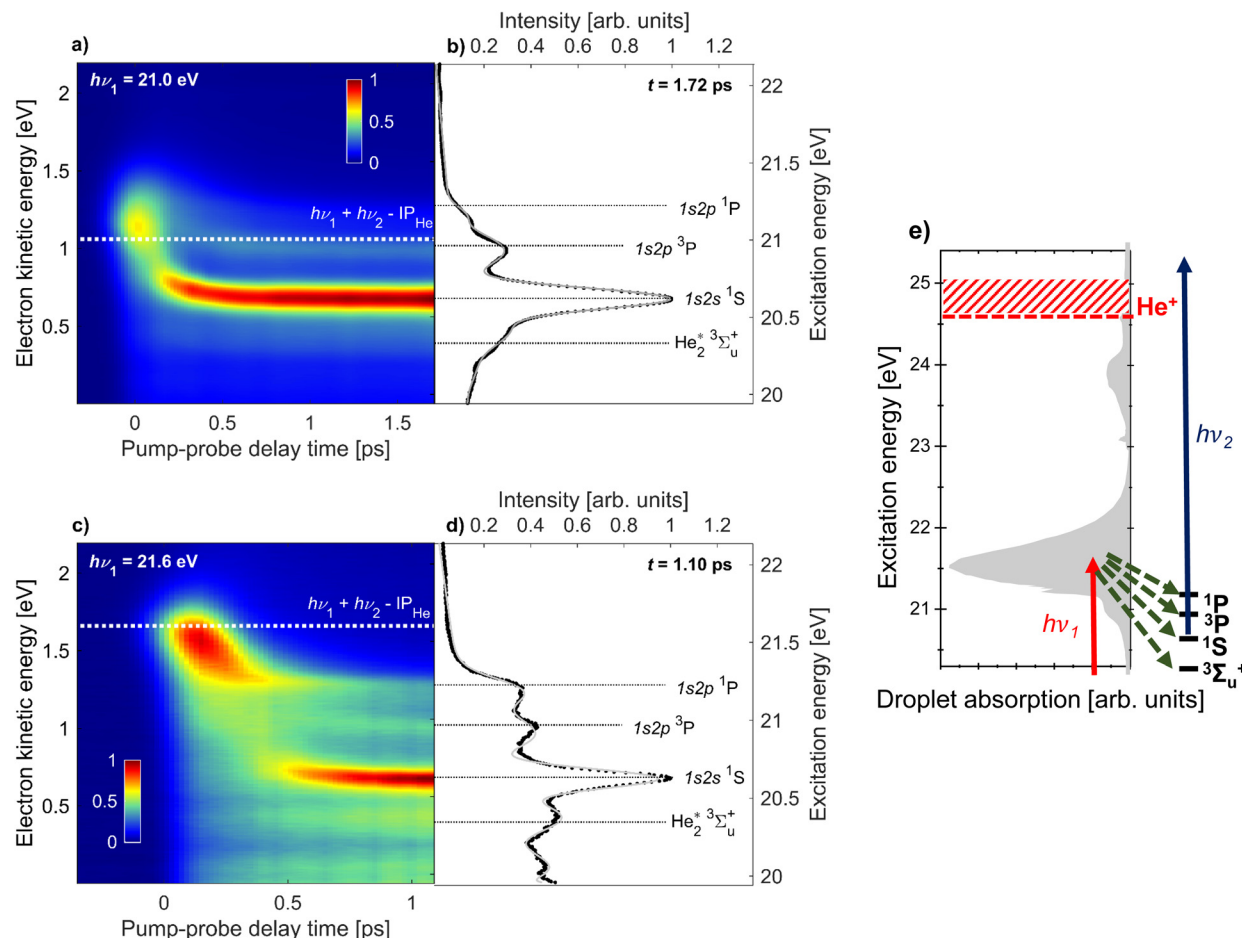 a)
hν₁ = 21.0 eV
1
0.5
0
hν₁ + hν₂ - IP_He
Electron kinetic energy [eV]
2
1.5
1
0.5
0
0.5
1
1.5
Pump-probe delay time [ps]
Intensity [arb. units]
b)
0.2
0.4
0.6
0.8
1
1.2
t = 1.72 ps
1s2p ¹P
1s2p ³P
1s2s ¹S
He₂* ³Σᵤ⁺
22
21.5
21
20.5
20
Excitation energy [eV]
c)
hν₁ = 21.6 eV
hν₁ + hν₂ - IP_He
1
0.5
0
Electron kinetic energy [eV]
2
1.5
1
0.5
0
0.5
1
Pump-probe delay time [ps]
Intensity [arb. units]
d)
0.2
0.4
0.6
0.8
1
1.2
t = 1.10 ps
1s2p ¹P
1s2p ³P
1s2s ¹S
He₂* ³Σᵤ⁺
22
21.5
21
20.5
20
Excitation energy [eV]
e)
Excitation energy [eV]
25
24
23
22
21
He⁺
hν₂
hν₁
¹P
³P
¹S
³Σᵤ⁺
Droplet absorption [arb. units]